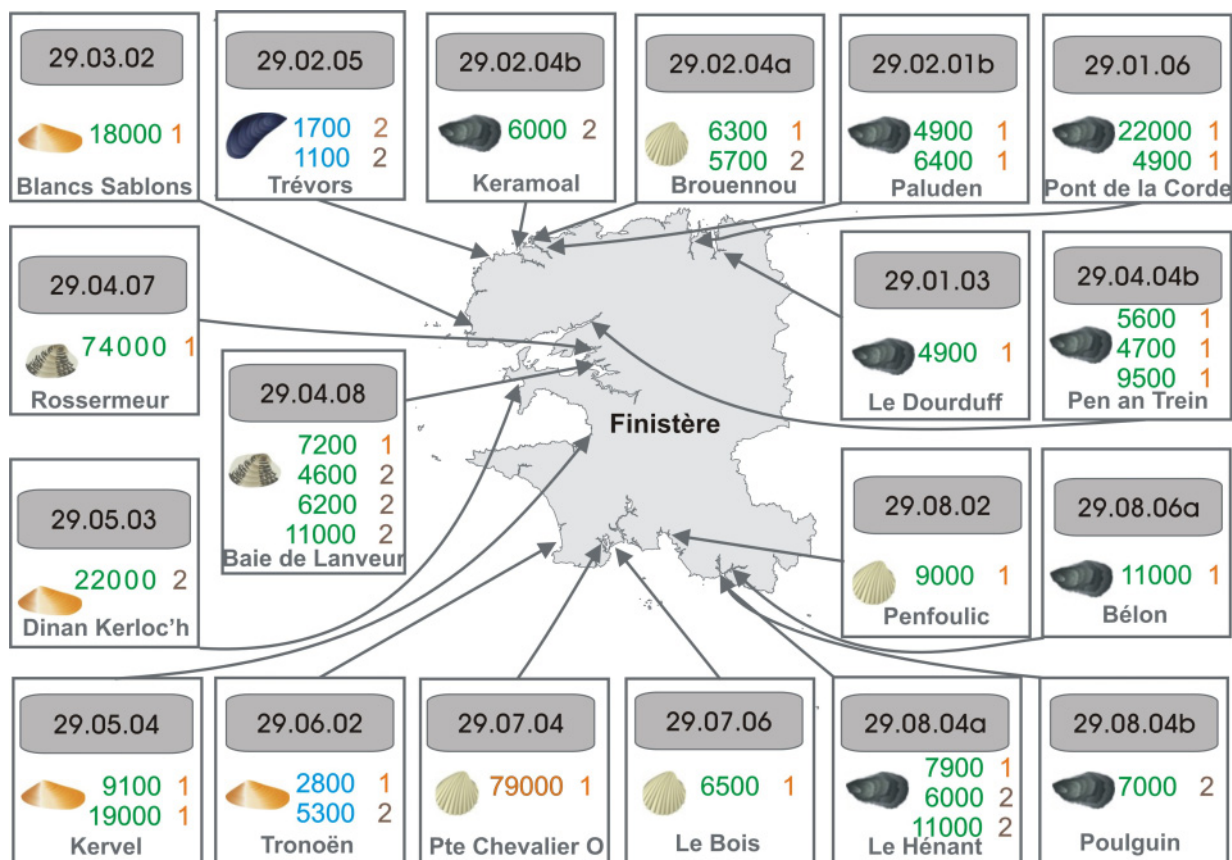 29.03.02
18000 1
Blancs Sablons
29.02.05
1700 2
1100 2
Trévors
29.02.04b
6000 2
Keramoal
29.02.04a
6300 1
5700 2
Brouennou
29.02.01b
4900 1
6400 1
Paluden
29.01.06
22000 1
4900 1
Pont de la Corde
29.04.07
74000 1
Rossermeur
29.04.08
7200 1
4600 2
6200 2
11000 2
Baie de Lanveur
Finistère
29.01.03
4900 1
Le Dourduff
29.04.04b
5600 1
4700 1
9500 1
Pen an Trein
29.05.03
22000 2
Dinan Kerloc'h
29.08.02
9000 1
Penfoulic
29.08.06a
11000 1
Bélon
29.05.04
9100 1
19000 1
Kervel
29.06.02
2800 1
5300 2
Tronoën
29.07.04
79000 1
Pte Chevalier O
29.07.06
6500 1
Le Bois
29.08.04a
7900 1
6000 2
11000 2
Le Hénant
29.08.04b
7000 2
Poulguin